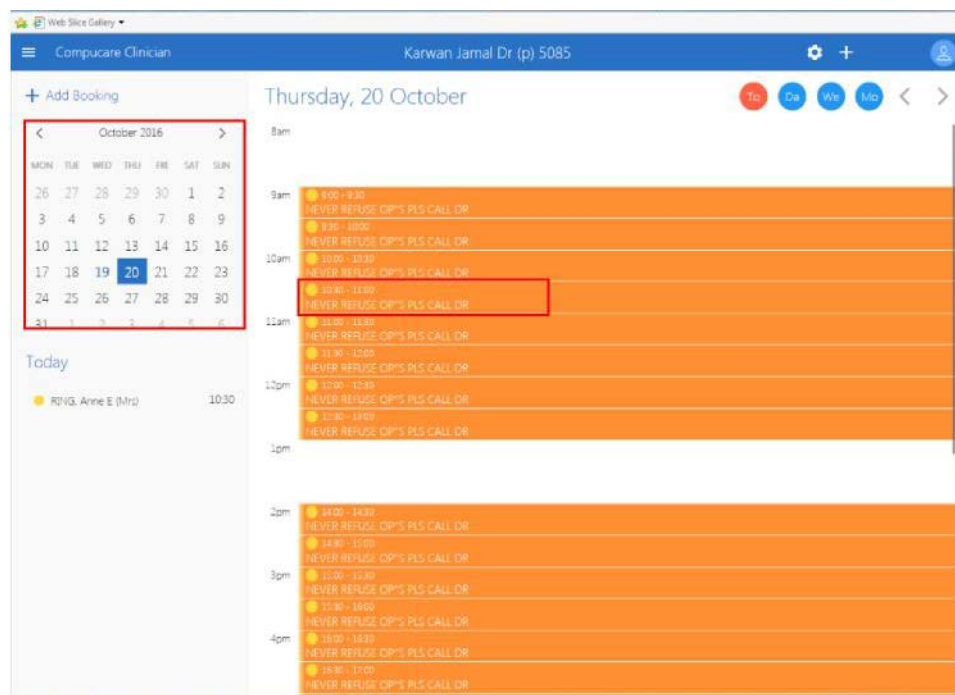 Web Slice Gallery
Compucare Clinician
Karwan Jamal Dr (p) 5085
+ Add Booking
October 2016
MON TUE WED THU FRI SAT SUN
26 27 28 29 30 1 2
3 4 5 6 7 8 9
10 11 12 13 14 15 16
17 18 19 20 21 22 23
24 25 26 27 28 29 30
31 1 2 3 4 5 6
Today
RING, Anne E (Mrs) 10:30
Thursday, 20 October
To Da We Mo
8am
9am
9:00 - 9:30
NEVER REFUSE OP"S PLS CALL DR
9:30 - 10:00
NEVER REFUSE OP"S PLS CALL DR
10am
10:00 - 10:30
NEVER REFUSE OP"S PLS CALL DR
10:30 - 11:00
NEVER REFUSE OP"S PLS CALL DR
11am
11:00 - 11:30
NEVER REFUSE OP"S PLS CALL DR
11:30 - 12:00
NEVER REFUSE OP"S PLS CALL DR
12pm
12:00 - 12:30
NEVER REFUSE OP"S PLS CALL DR
12:30 - 13:00
NEVER REFUSE OP"S PLS CALL DR
1pm
2pm
14:00 - 14:30
NEVER REFUSE OP"S PLS CALL DR
14:30 - 15:00
NEVER REFUSE OP"S PLS CALL DR
3pm
15:00 - 15:30
NEVER REFUSE OP"S PLS CALL DR
15:30 - 16:00
NEVER REFUSE OP"S PLS CALL DR
4pm
16:00 - 16:30
NEVER REFUSE OP"S PLS CALL DR
16:30 - 17:00
NEVER REFUSE OP"S PLS CALL DR